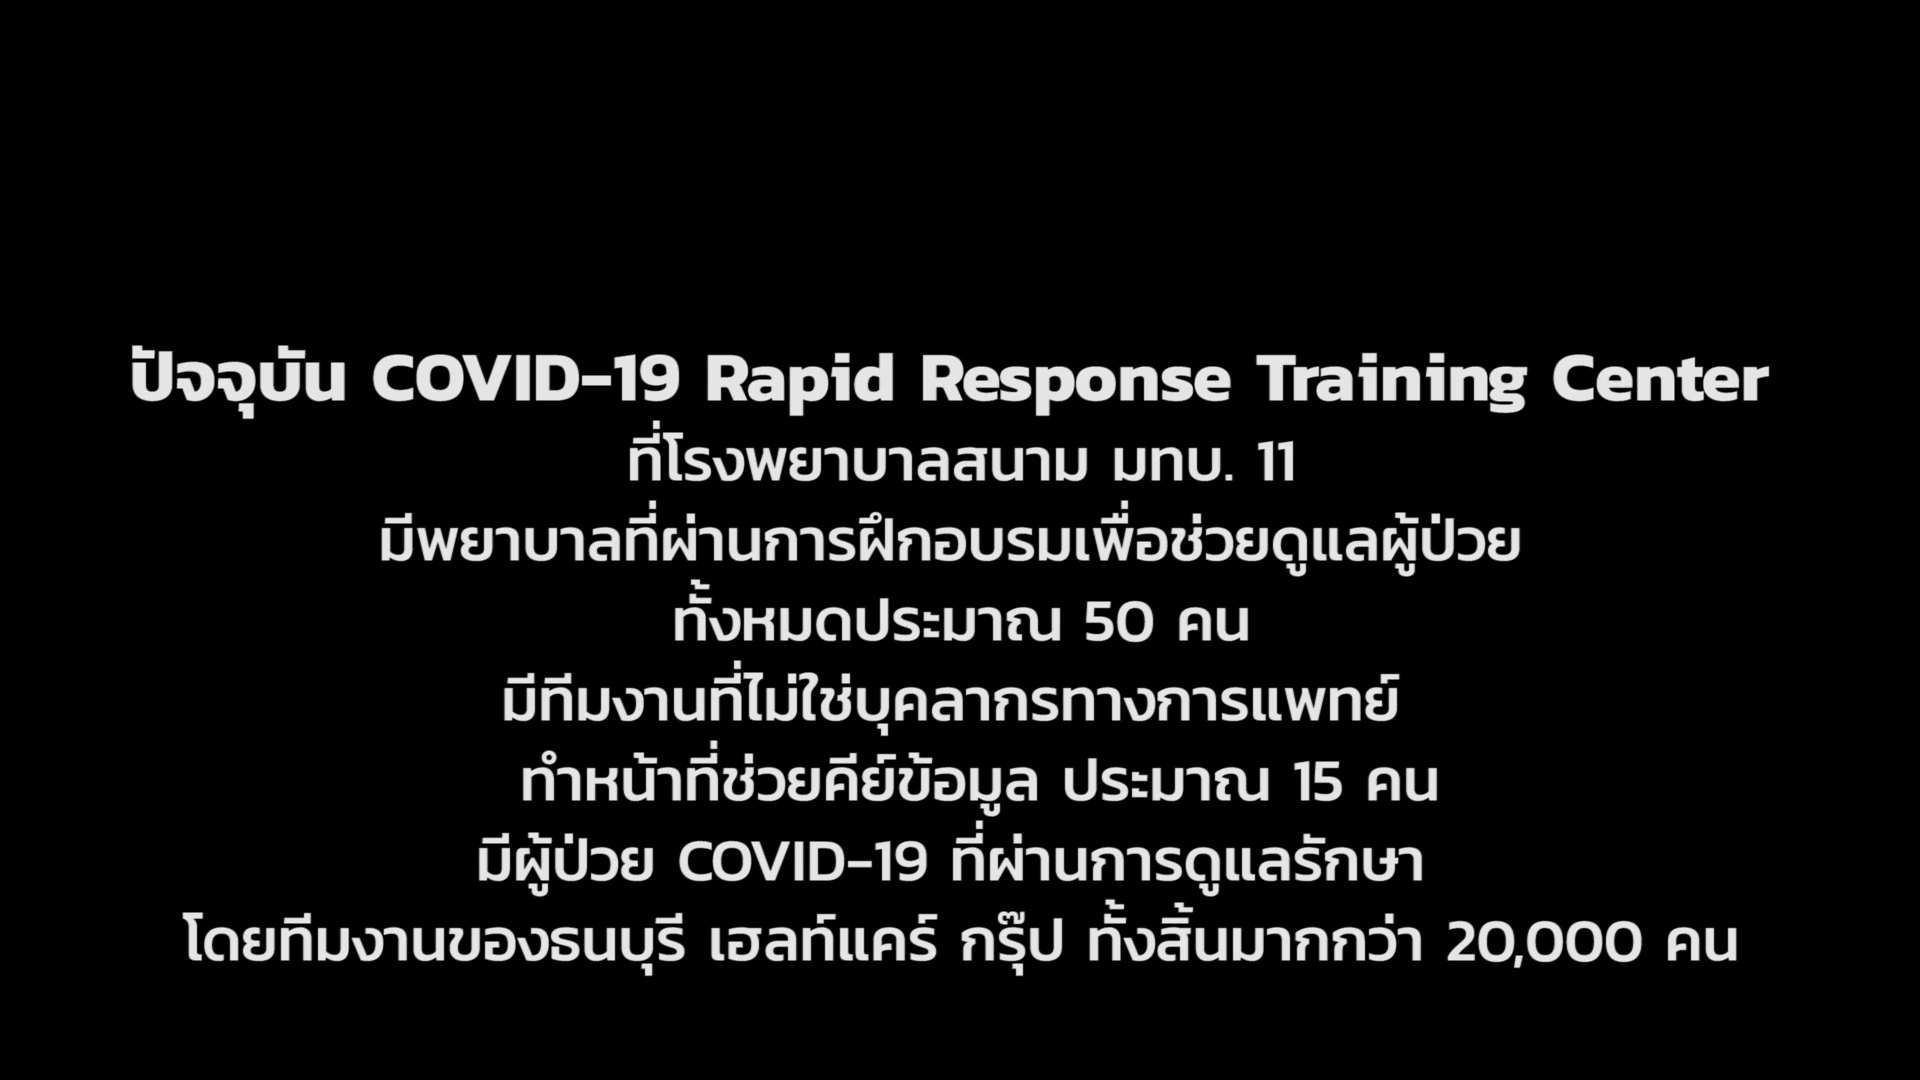 ปัจจุบัน COVID-19 Rapid Response Training Center
ที่โรงพยาบาลสนาม มทบ. 11
มีพยาบาลที่ผ่านการฝึกอบรมเพื่อช่วยดูแลผู้ป่วย
ทั้งหมดประมาณ 50 คน
มีทีมงานที่ไม่ใช่บุคลากรทางการแพทย์
ทำหน้าที่ช่วยคีย์ข้อมูล ประมาณ 15 คน
มีผู้ป่วย COVID-19 ที่ผ่านการดูแลรักษา
โดยทีมงานของธนบุรี เฮลท์แคร์ กรุ๊ป ทั้งสิ้นมากกว่า 20,000 คน